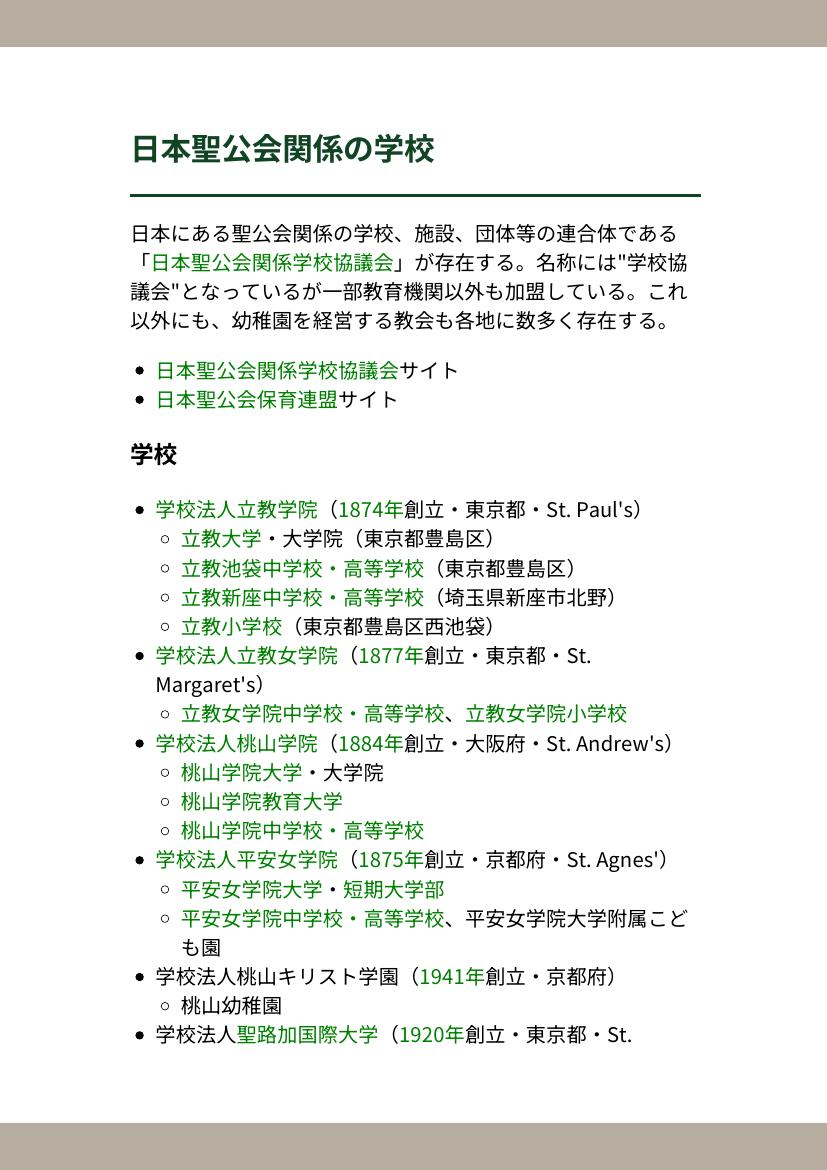 日本聖公会関係の学校
日本にある聖公会関係の学校、施設、団体等の連合体である
「日本聖公会関係学校協議会」が存在する。名称には"学校協
議会"となっているが一部教育機関以外も加盟している。これ
以外にも、幼稚園を経営する教会も各地に数多く存在する。
• 日本聖公会関係学校協議会サイト
• 日本聖公会保育連盟サイト
学校
• 学校法人立教学院（1874年創立・東京都・St. Paul's）
◦ 立教大学・大学院（東京都豊島区）
◦ 立教池袋中学校・高等学校（東京都豊島区）
◦ 立教新座中学校・高等学校（埼玉県新座市北野）
◦ 立教小学校（東京都豊島区西池袋）
• 学校法人立教女学院（1877年創立・東京都・St.
Margaret's）
◦ 立教女学院中学校・高等学校、立教女学院小学校
• 学校法人桃山学院（1884年創立・大阪府・St. Andrew's）
◦ 桃山学院大学・大学院
◦ 桃山学院教育大学
◦ 桃山学院中学校・高等学校
• 学校法人平安女学院（1875年創立・京都府・St. Agnes'）
◦ 平安女学院大学・短期大学部
◦ 平安女学院中学校・高等学校、平安女学院大学附属こど
も園
• 学校法人桃山キリスト学園（1941年創立・京都府）
◦ 桃山幼稚園
• 学校法人聖路加国際大学（1920年創立・東京都・St.